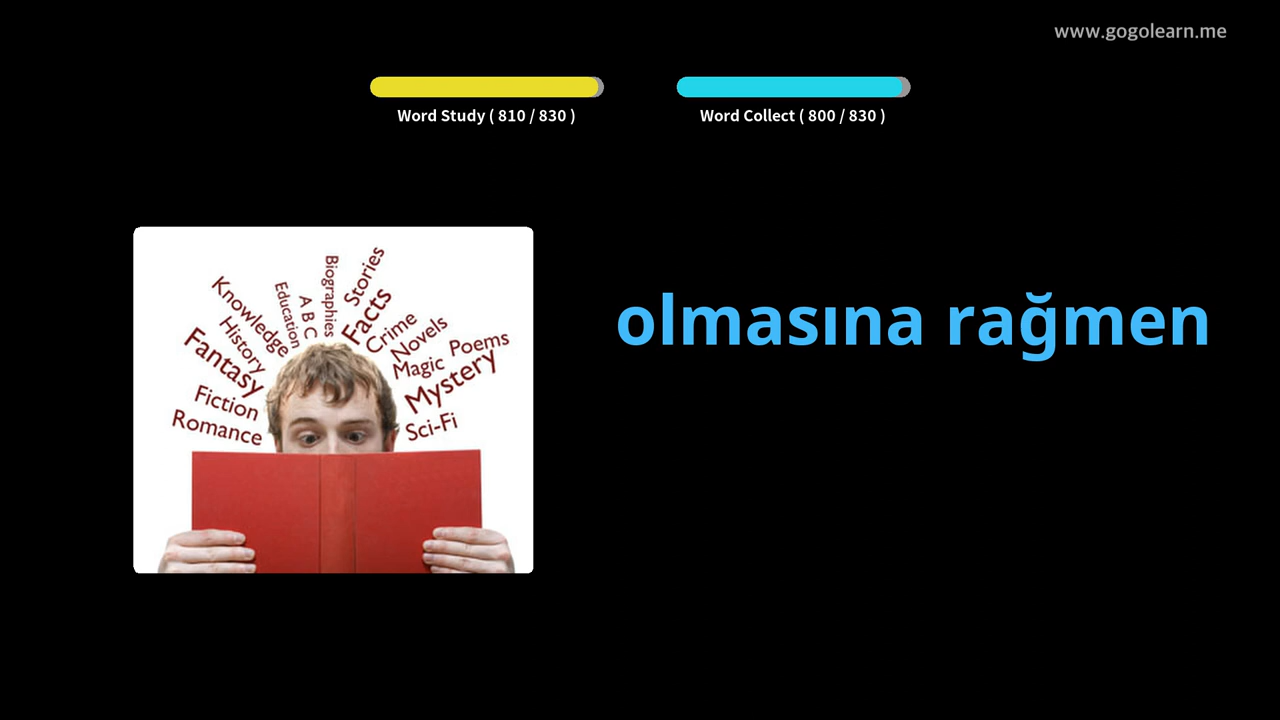 www.gogolearn.me
Word Study ( 810 / 830 )
Word Collect ( 800 / 830 )
olmasına rağmen
Knowledge
History
Fantasy
Fiction
Romance
Education
A B C
Biographies
Stories
Facts
Crime
Novels
Magic
Poems
Mystery
Sci-Fi